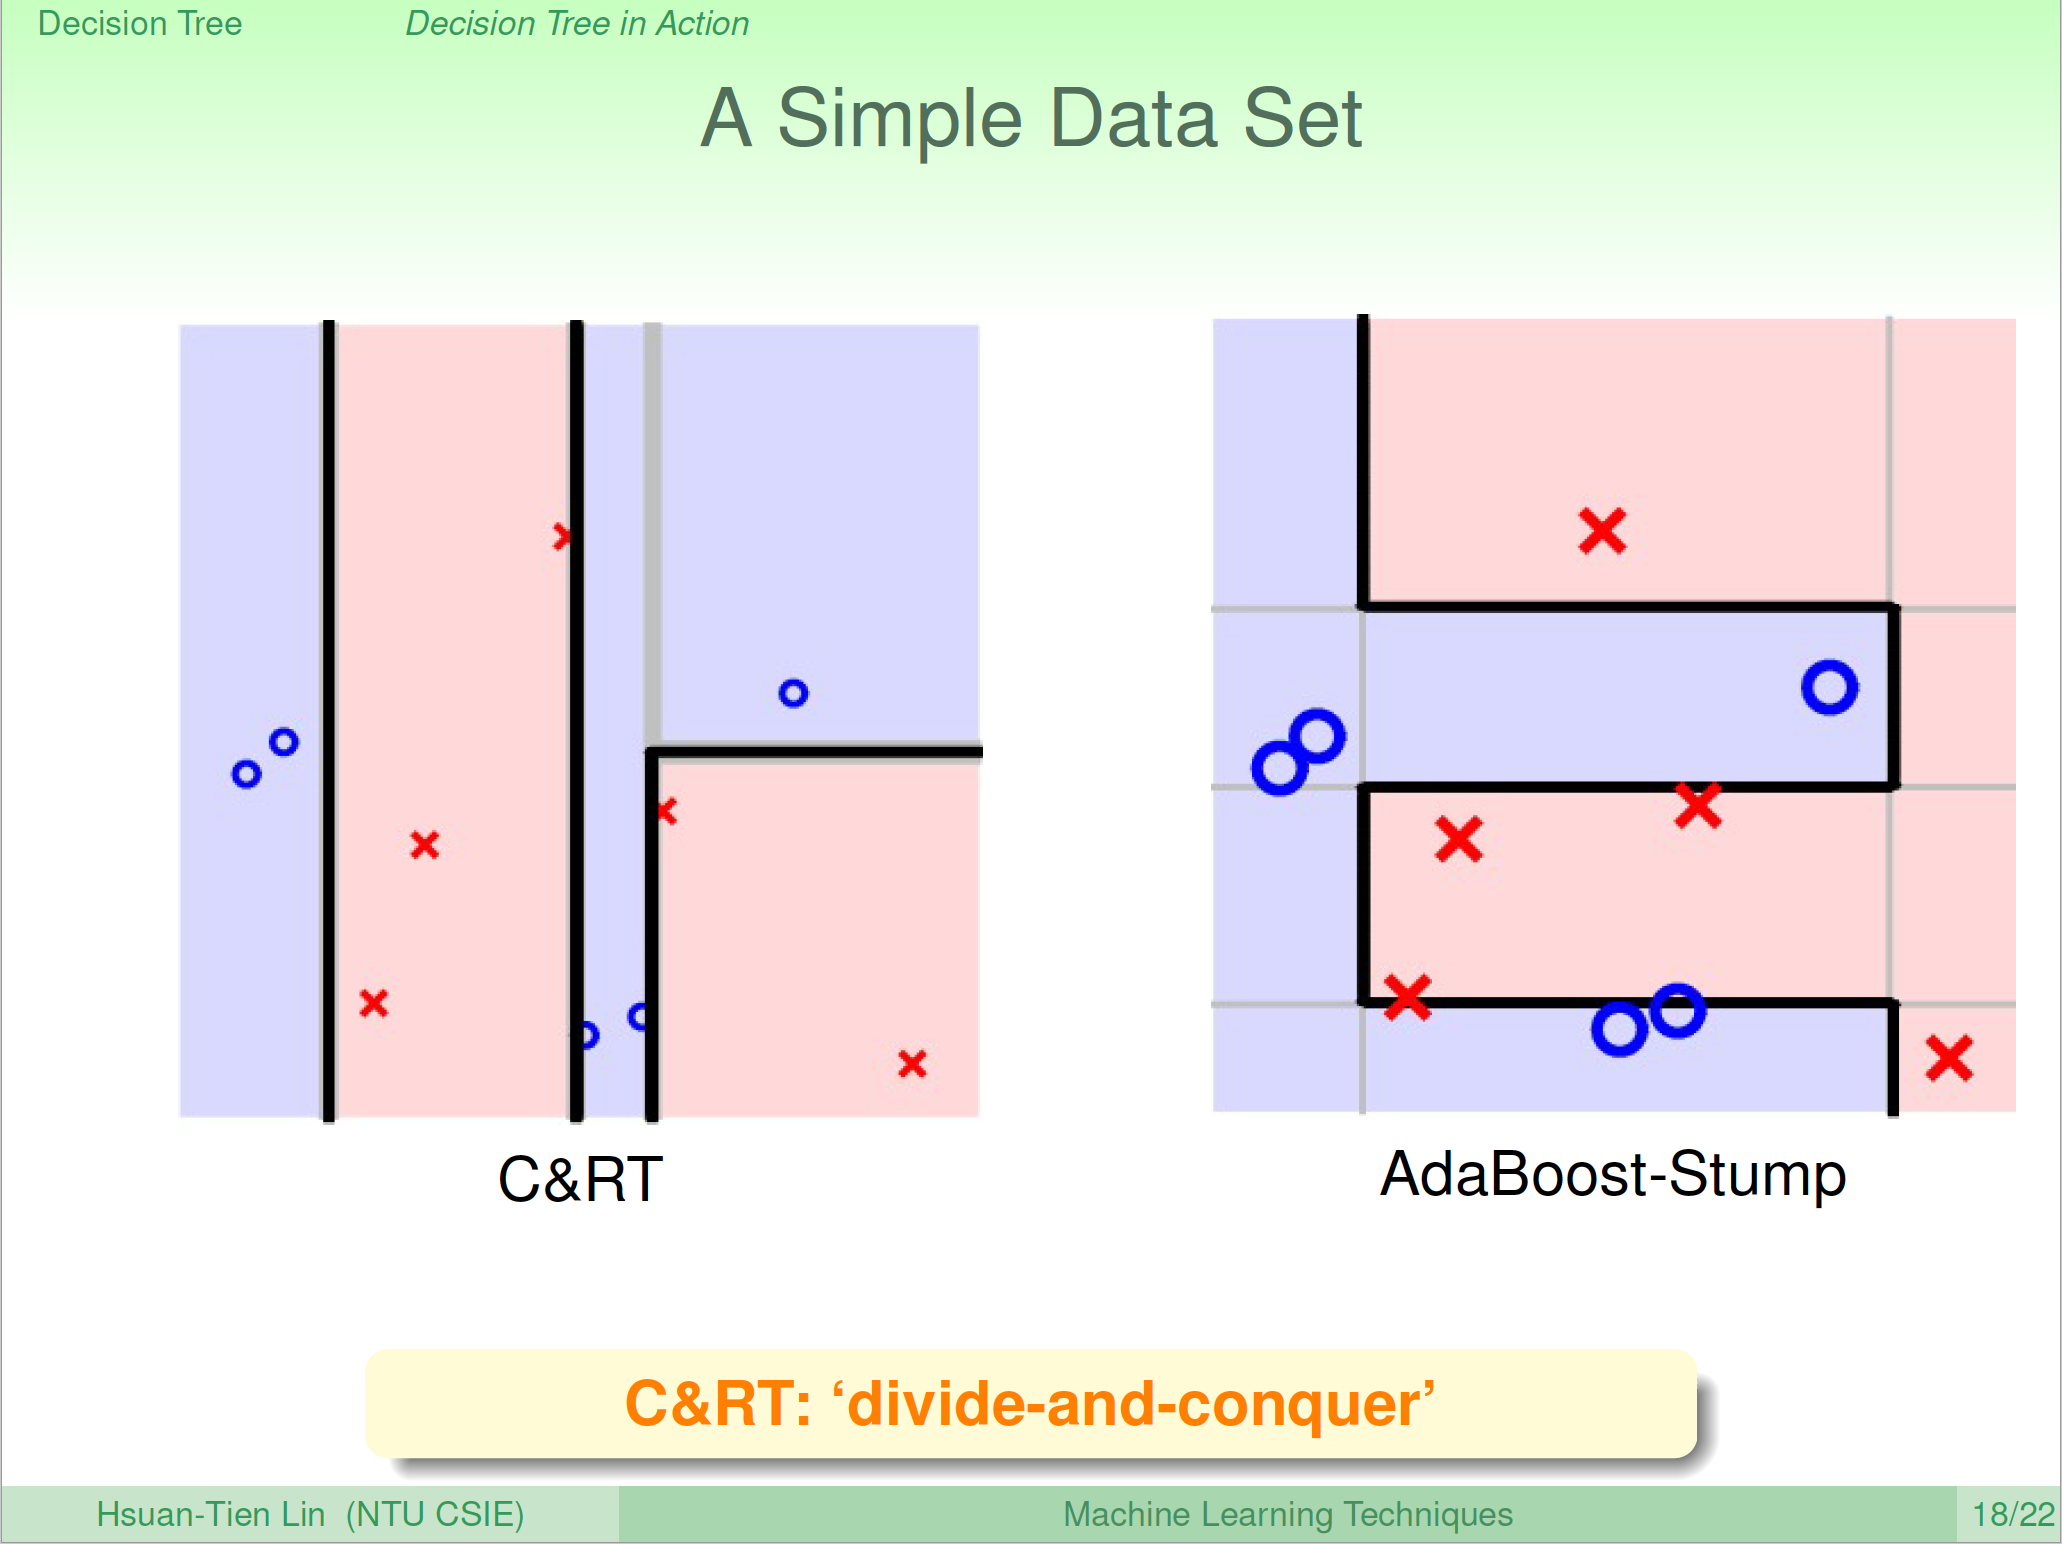 Decision Tree Decision Tree in Action
A Simple Data Set
C&RT
AdaBoost-Stump
C&RT: ‘divide-and-conquer’
Hsuan-Tien Lin (NTU CSIE) Machine Learning Techniques 18/22